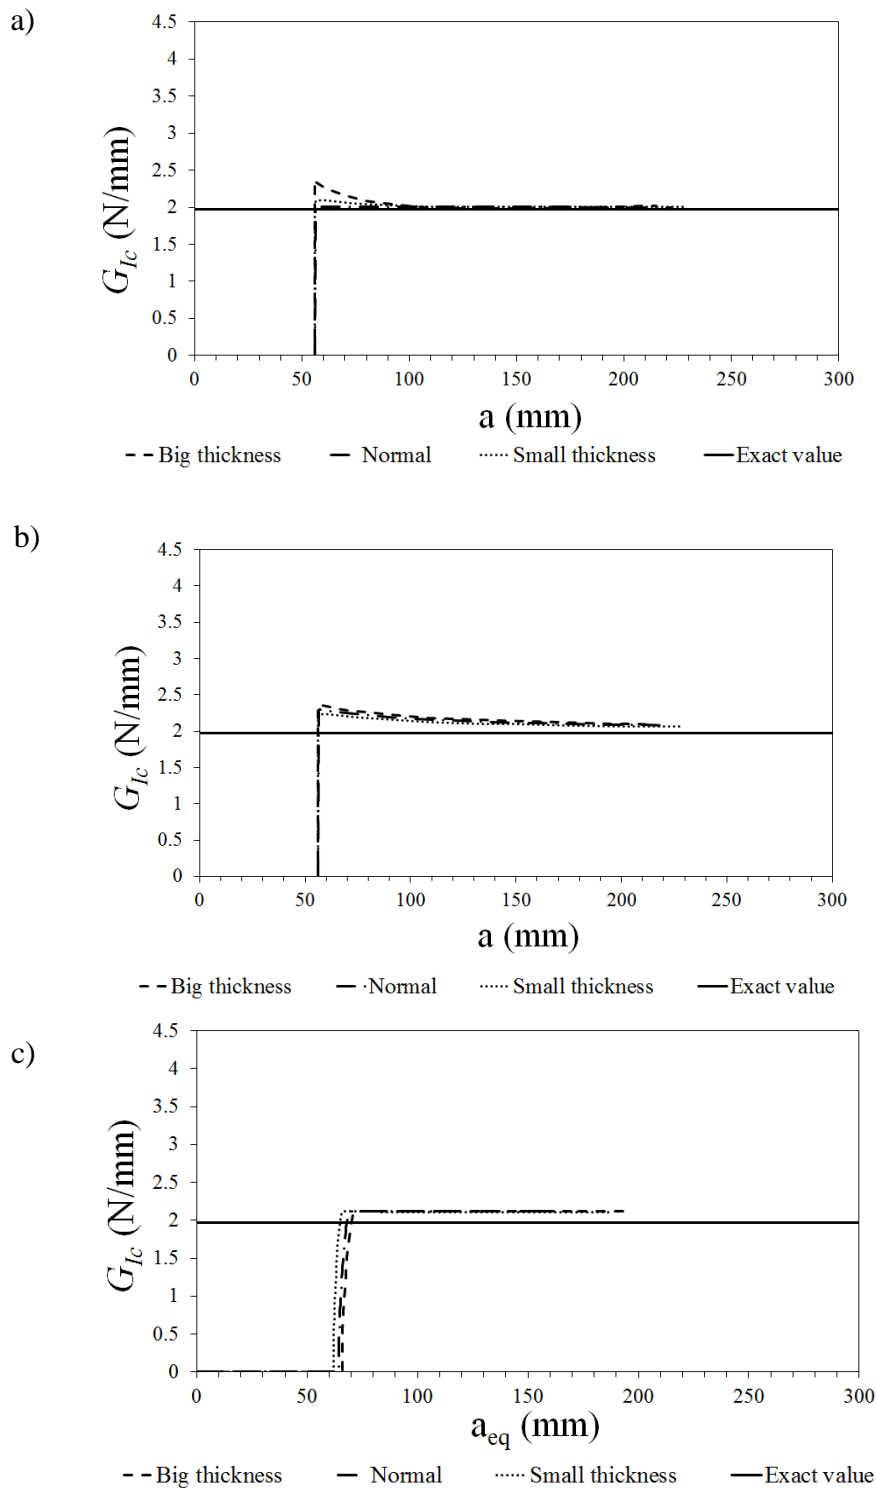 a)
4.5
4
3.5
3
2.5
2
1.5
1
0.5
0
G_Ic (N/mm)
0 50 100 150 200 250 300
a (mm)
Big thickness Normal Small thickness Exact value
b)
4.5
4
3.5
3
2.5
2
1.5
1
0.5
0
G_Ic (N/mm)
0 50 100 150 200 250 300
a (mm)
Big thickness Normal Small thickness Exact value
c)
4.5
4
3.5
3
2.5
2
1.5
1
0.5
0
G_Ic (N/mm)
0 50 100 150 200 250 300
a_eq (mm)
Big thickness Normal Small thickness Exact value